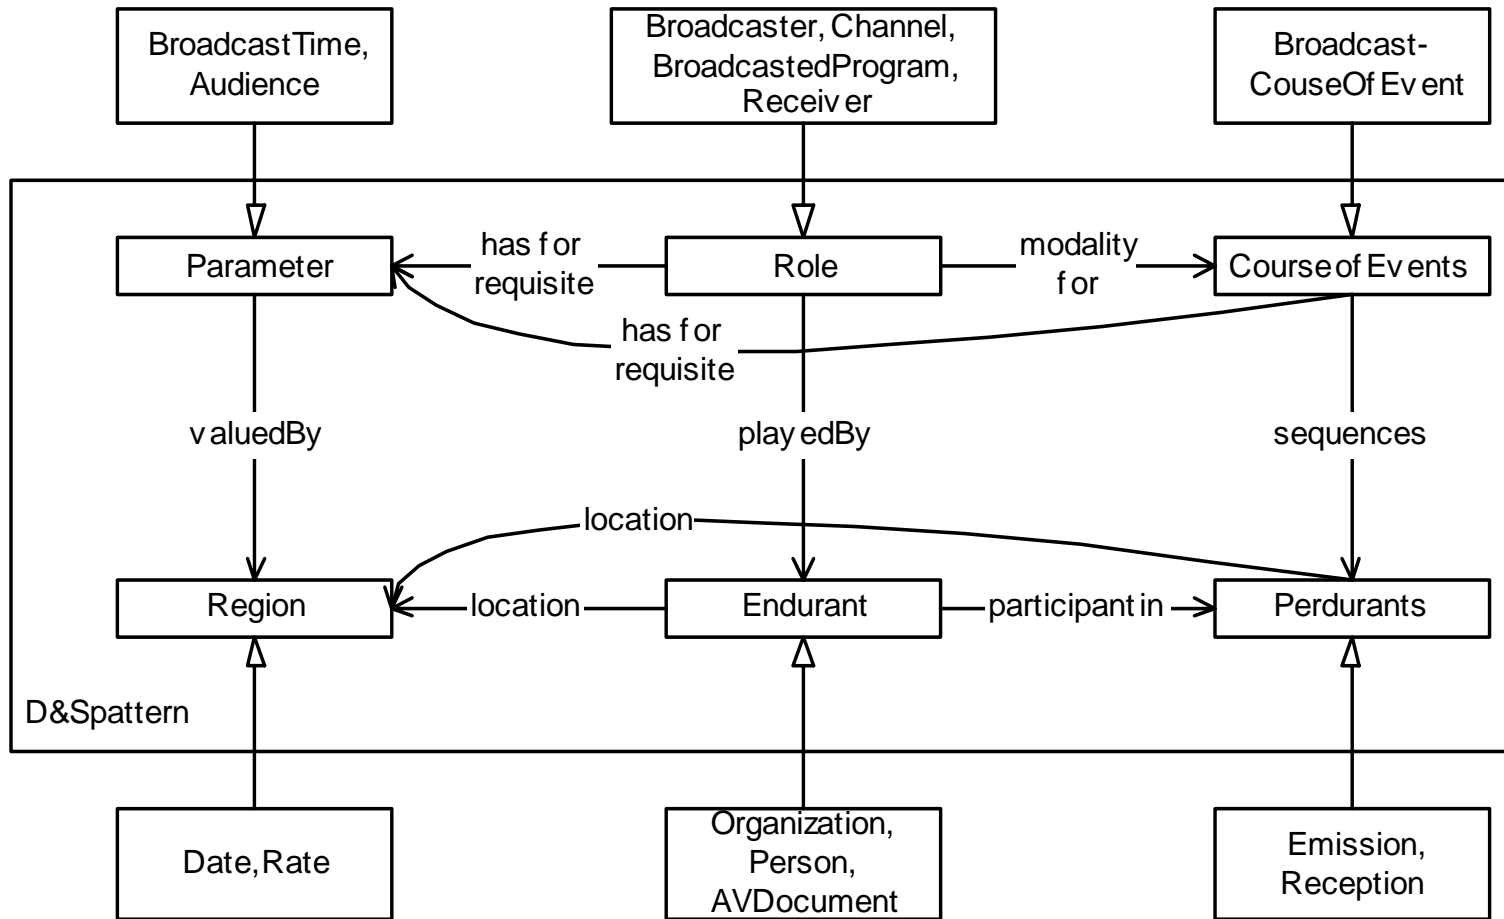 BroadcastTime,
Audience
Broadcaster, Channel,
BroadcastedProgram,
Receiver
Broadcast-
CouseOfEvent
Parameter
has for
requisite
Role
modality
for
Course of Events
has for
requisite
valuedBy
playedBy
sequences
location
Region
location
Endurant
participant in
Perdurants
D&S pattern
Date, Rate
Organization,
Person,
AVDocument
Emission,
Reception